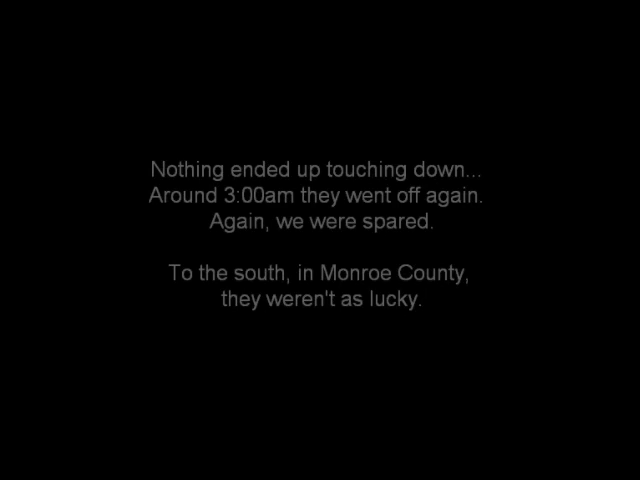 Nothing ended up touching down...
Around 3:00am they went off again.
Again, we were spared.
To the south, in Monroe County,
they weren't as lucky.